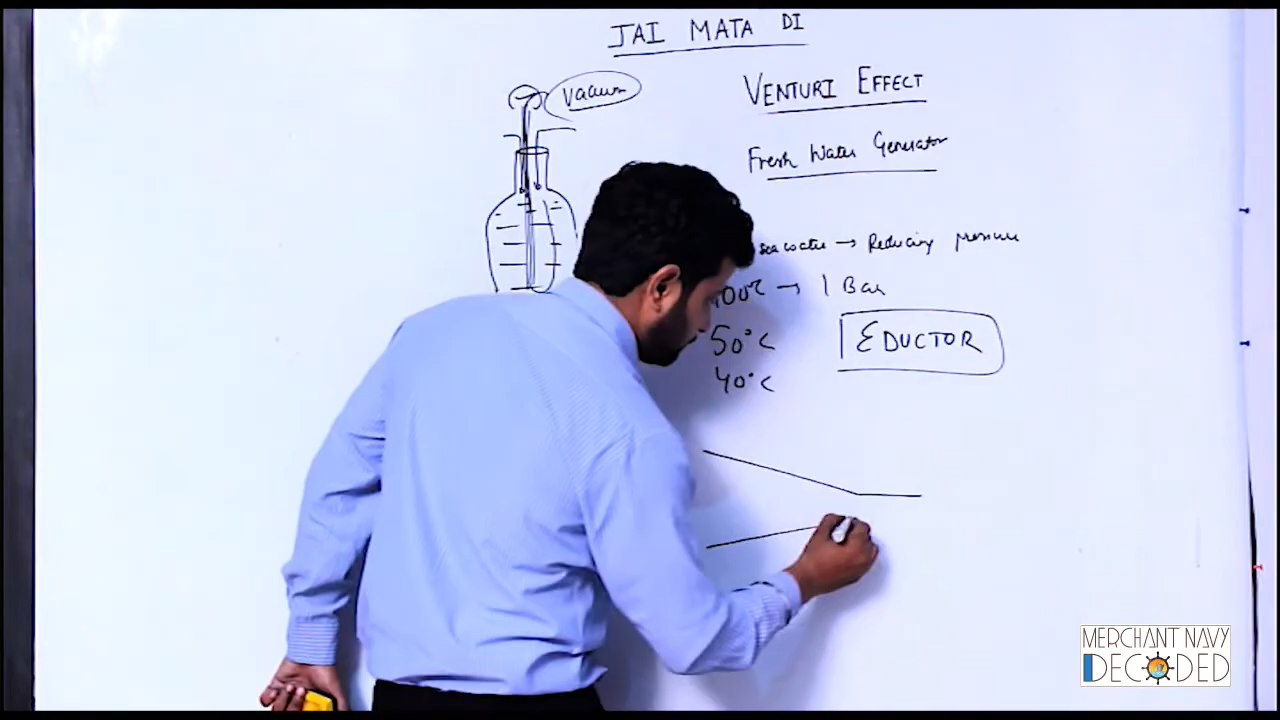 JAI MATA DI
Vacuum
VENTURI EFFECT
Fresh Water Generator
sea water → Reducing pressure
100°C → 1 Bar
50°C
40°C
EDUCTOR
MERCHANT NAVY
DECODED